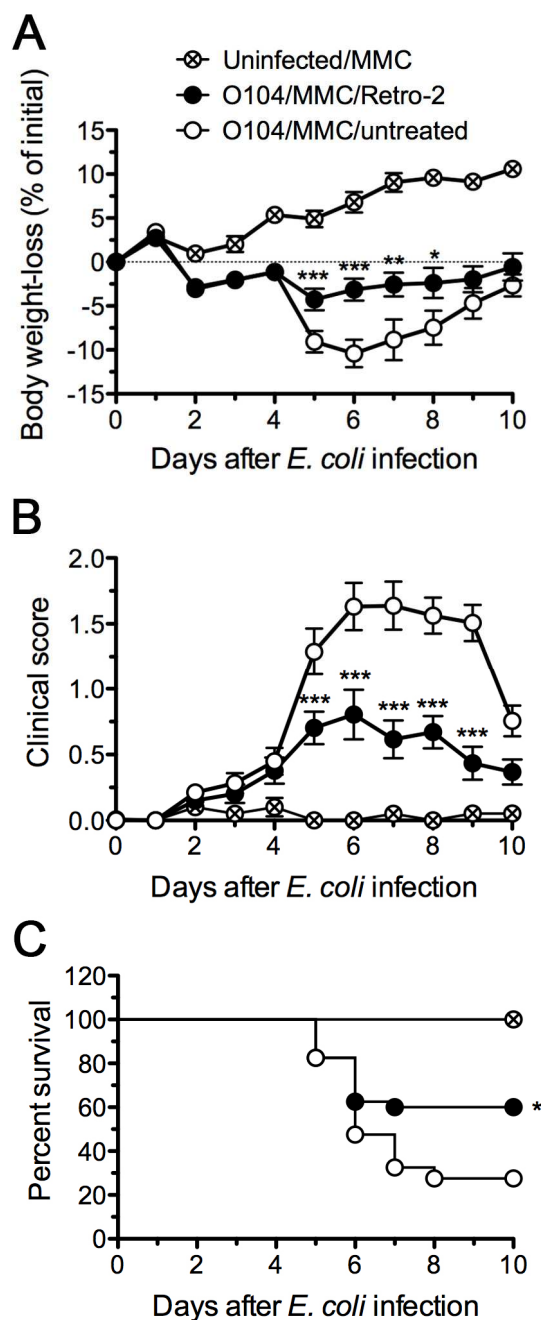 A
Uninfected/MMC
O104/MMC/Retro-2
O104/MMC/untreated
Body weight-loss (% of initial)
15
10
5
0
-5
-10
-15
*** *** ** *
0 2 4 6 8 10
Days after E. coli infection
B
Clinical score
2.0
1.5
1.0
0.5
0.0
*** *** *** *** ***
0 2 4 6 8 10
Days after E. coli infection
C
Percent survival
120
100
80
60
40
20
0
*
0 2 4 6 8 10
Days after E. coli infection